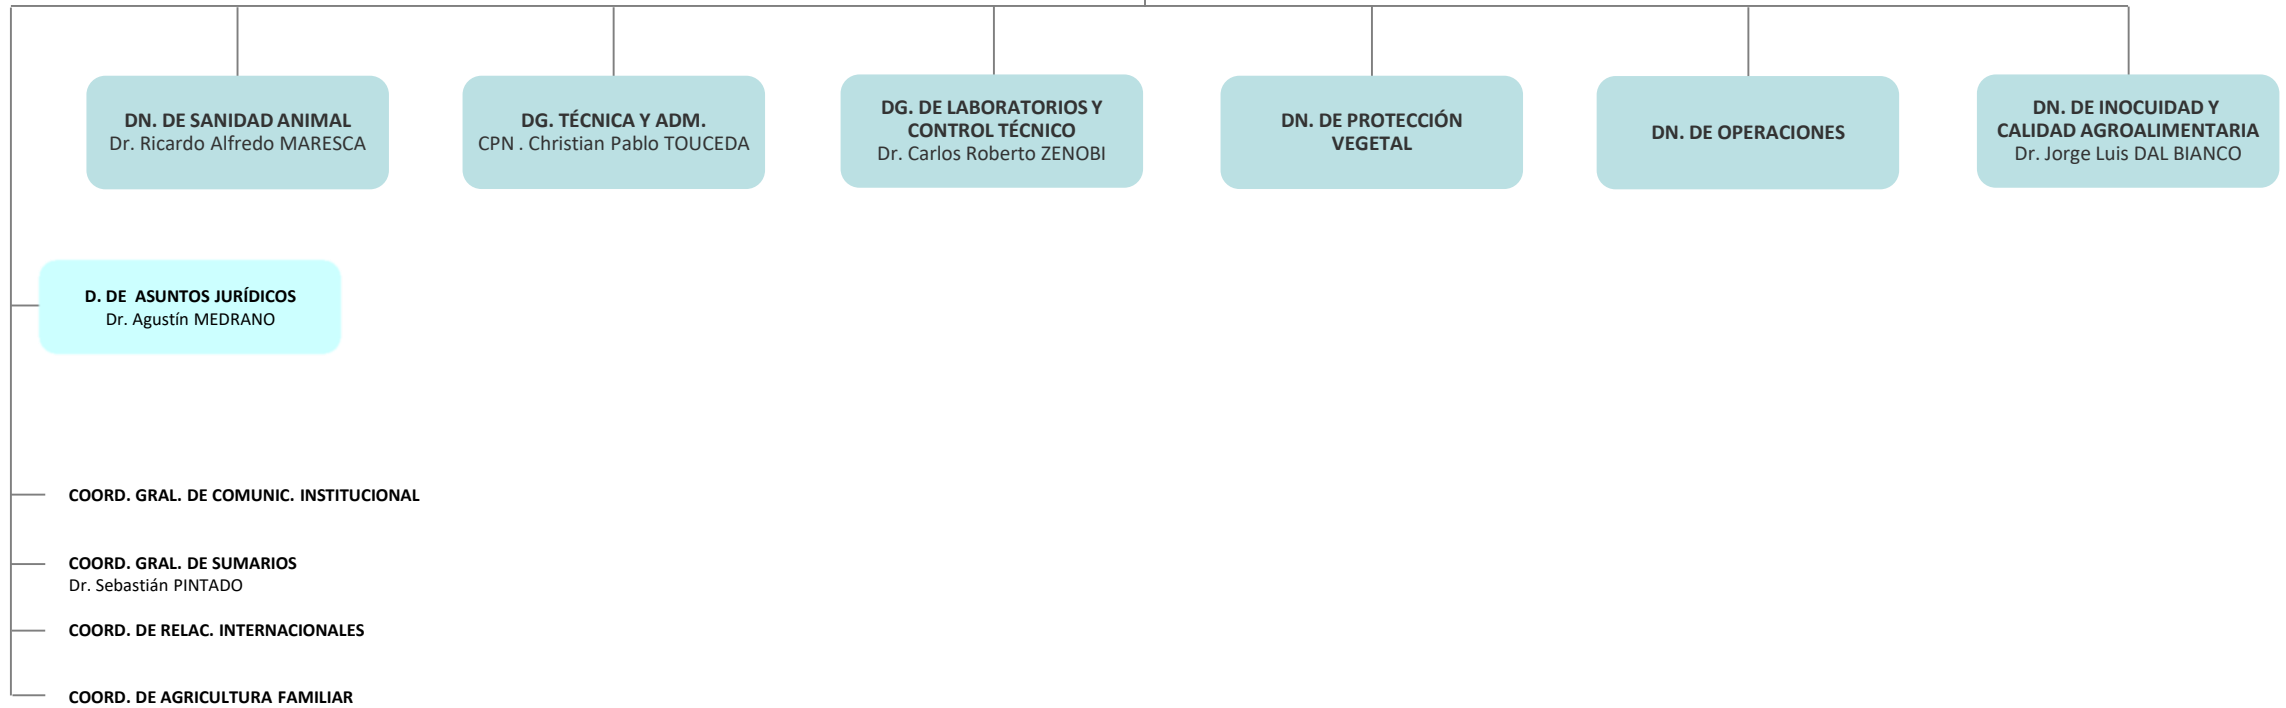 DN. DE SANIDAD ANIMAL
Dr. Ricardo Alfredo MARESCA
DG. TÉCNICA Y ADM.
CPN . Christian Pablo TOUCEDA
DG. DE LABORATORIOS Y
CONTROL TÉCNICO
Dr. Carlos Roberto ZENOBI
DN. DE PROTECCIÓN
VEGETAL
DN. DE OPERACIONES
DN. DE INOCUIDAD Y
CALIDAD AGROALIMENTARIA
Dr. Jorge Luis DAL BIANCO
D. DE ASUNTOS JURÍDICOS
Dr. Agustín MEDRANO
COORD. GRAL. DE COMUNIC. INSTITUCIONAL
COORD. GRAL. DE SUMARIOS
Dr. Sebastián PINTADO
COORD. DE RELAC. INTERNACIONALES
COORD. DE AGRICULTURA FAMILIAR